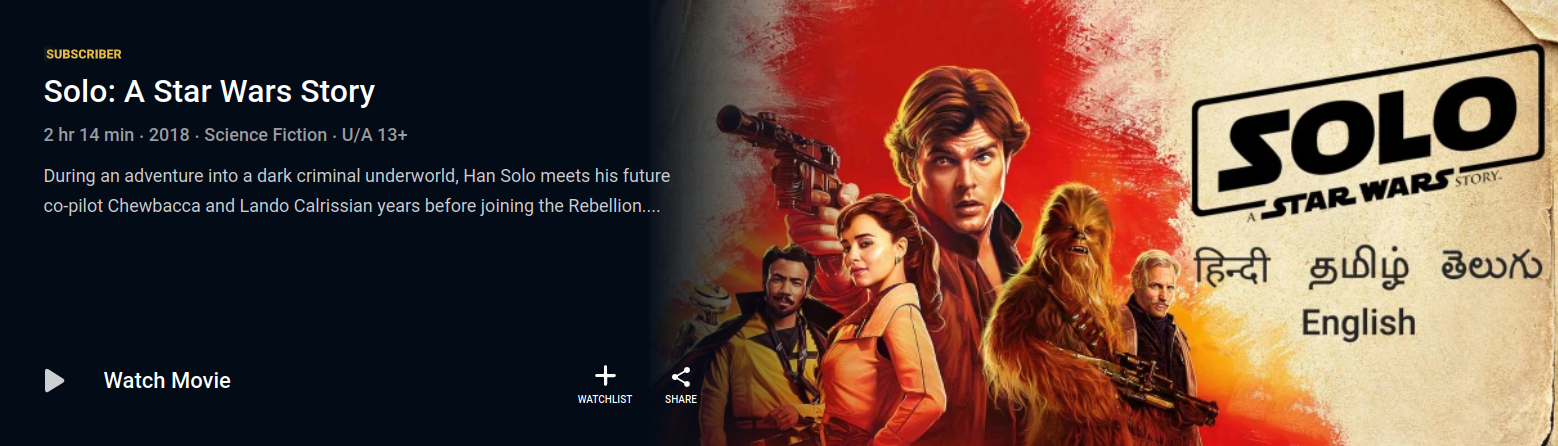 SUBSCRIBER
Solo: A Star Wars Story
2 hr 14 min · 2018 · Science Fiction · U/A 13+
During an adventure into a dark criminal underworld, Han Solo meets his future
co-pilot Chewbacca and Lando Calrissian years before joining the Rebellion....
Watch Movie
WATCHLIST
SHARE
SOLO
A STAR WARS STORY.
हिन्दी தமிழ் తెలుగు
English